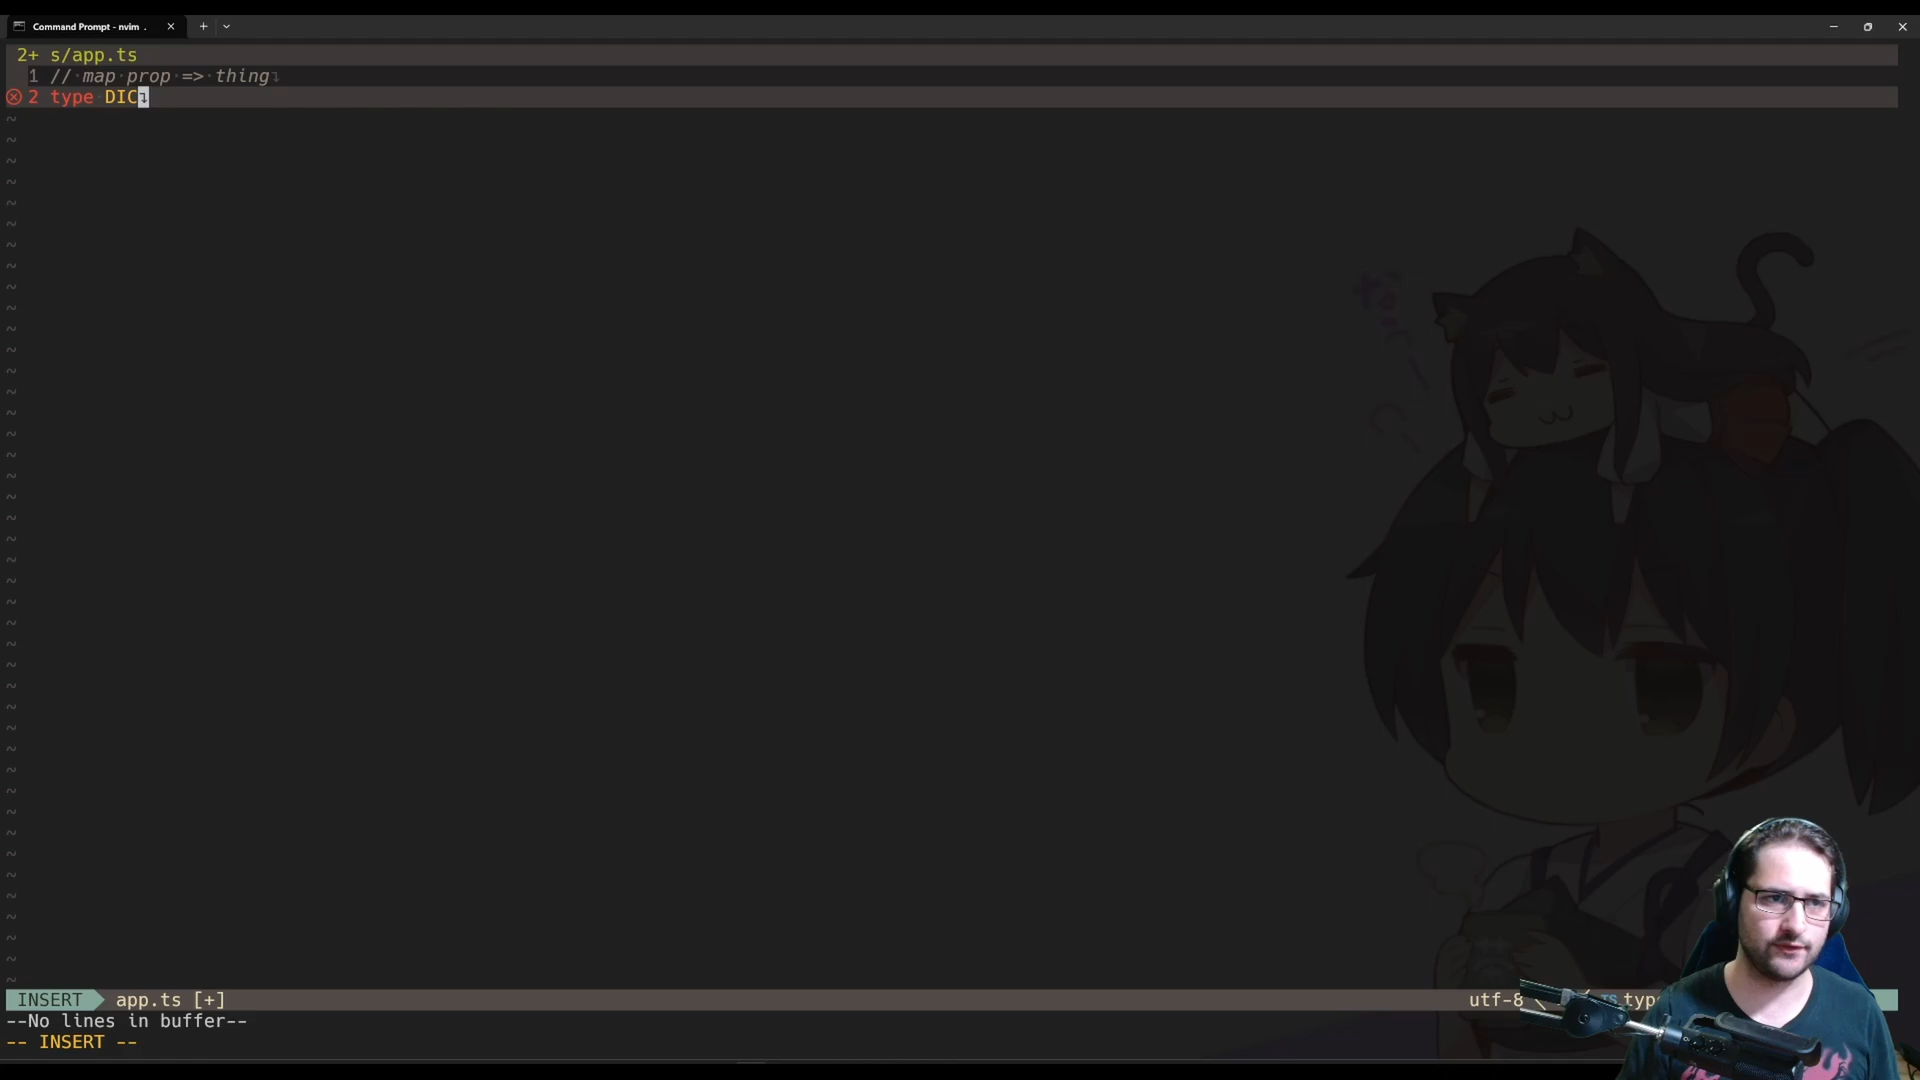 Command Prompt - nvim .
2+ s/app.ts
1 // map prop => thing
2 type DIC
INSERT app.ts [+] utf-8
--No lines in buffer--
-- INSERT --